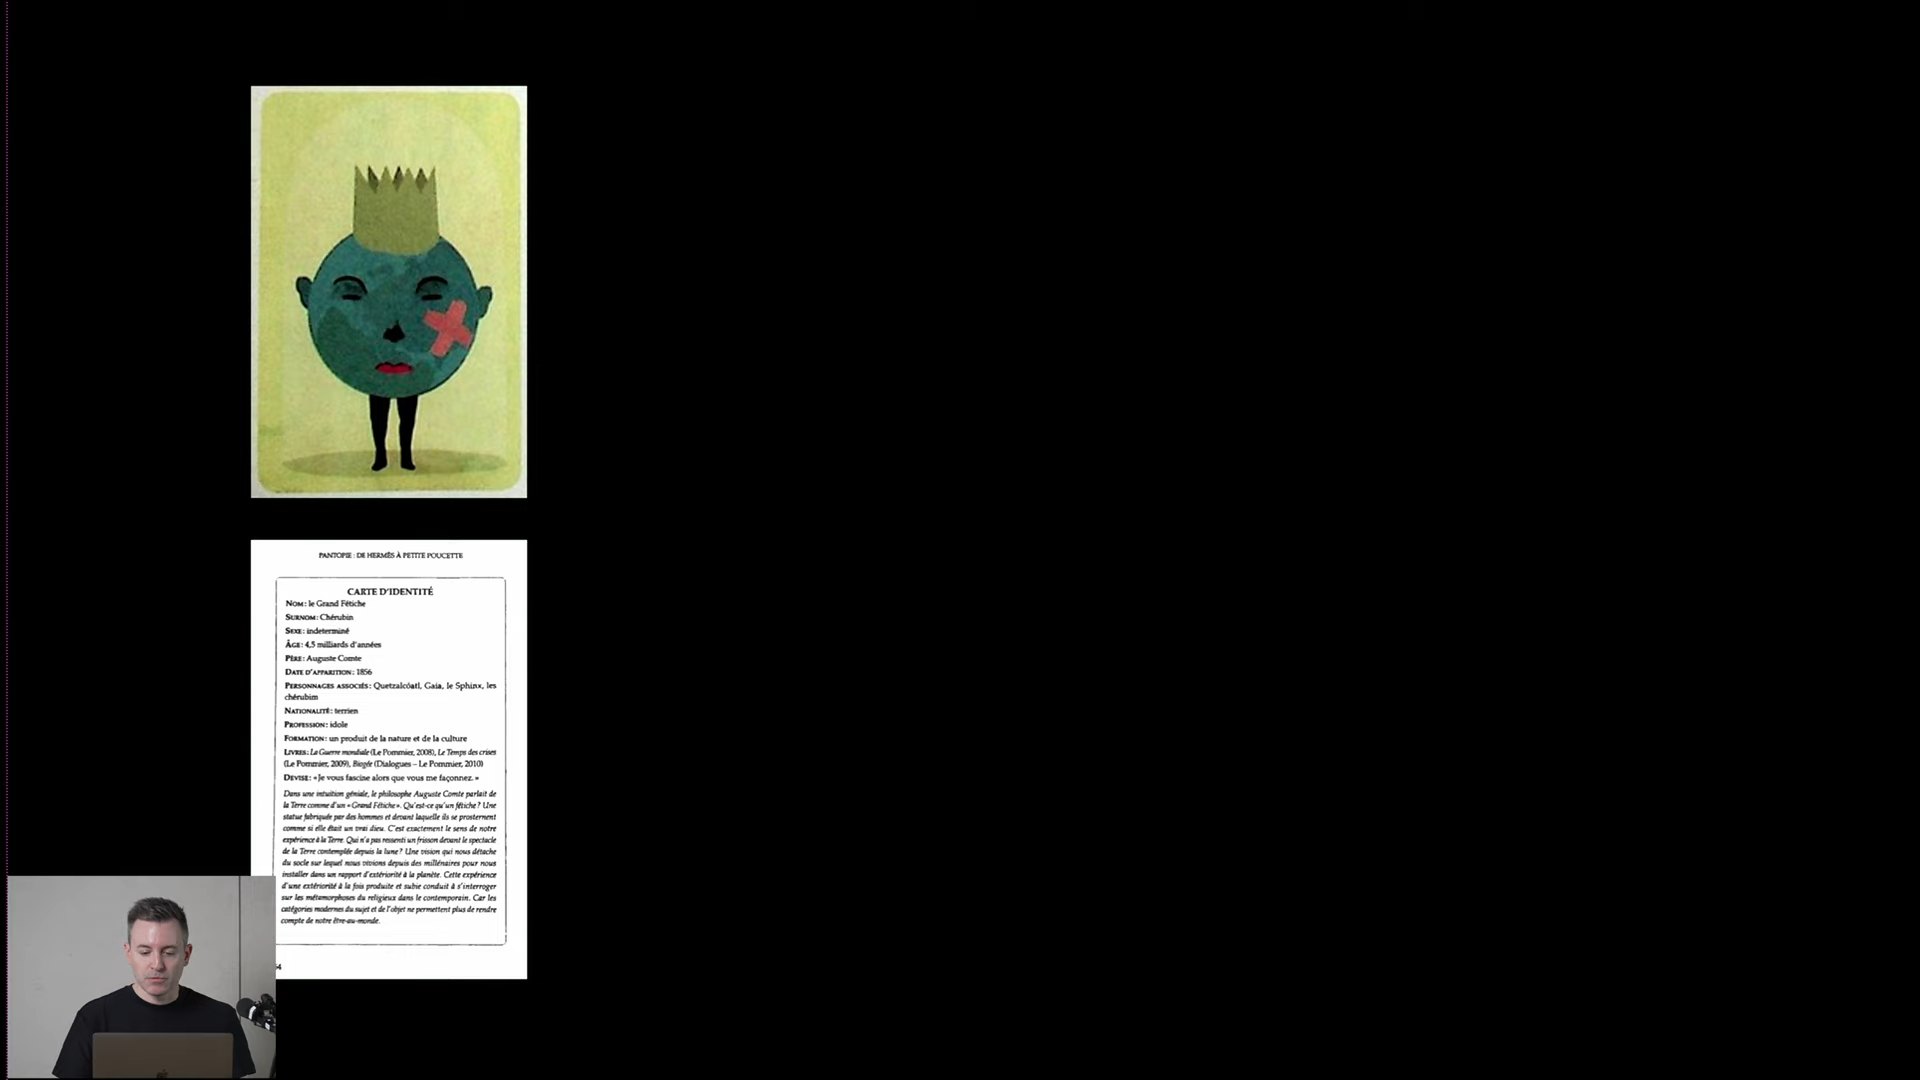 PANTOPIE : DE HERMÈS À PETITE POUCETTE
CARTE D'IDENTITÉ
NOM : le Grand Fétiche
SURNOM : Chérubin
SEXE : indeterminé
ÂGE : 4,5 milliards d'années
PÈRE : Auguste Comte
DATE D'APPARITION : 1856
PERSONNAGES ASSOCIÉS : Quetzalcóatl, Gaia, le Sphinx, les
chérubim
NATIONALITÉ : terrien
PROFESSION : idole
FORMATION : un produit de la nature et de la culture
LIVRES : La Guerre mondiale (Le Pommier, 2008), Le Temps des crises
(Le Pommier, 2009), Biogée (Dialogues – Le Pommier, 2010)
DEVISE : « Je vous fascine alors que vous me façonnez. »
Dans une intuition géniale, le philosophe Auguste Comte parlait de
la Terre comme d'un « Grand Fétiche ». Qu'est-ce qu'un fétiche ? Une
statue fabriquée par des hommes et devant laquelle ils se prosternent
comme si elle était un vrai dieu. C'est exactement le sens de notre
expérience à la Terre. Qui n'a pas ressenti un frisson devant le spectacle
de la Terre contemplée depuis la lune ? Une vision qui nous détache
du socle sur lequel nous vivions depuis des millénaires pour nous
installer dans un rapport d'extériorité à la planète. Cette expérience
d'une extériorité à la fois produite et subie conduit à s'interroger
sur les métamorphoses du religieux dans le contemporain. Car les
catégories modernes du sujet et de l'objet ne permettent plus de rendre
compte de notre être-au-monde.